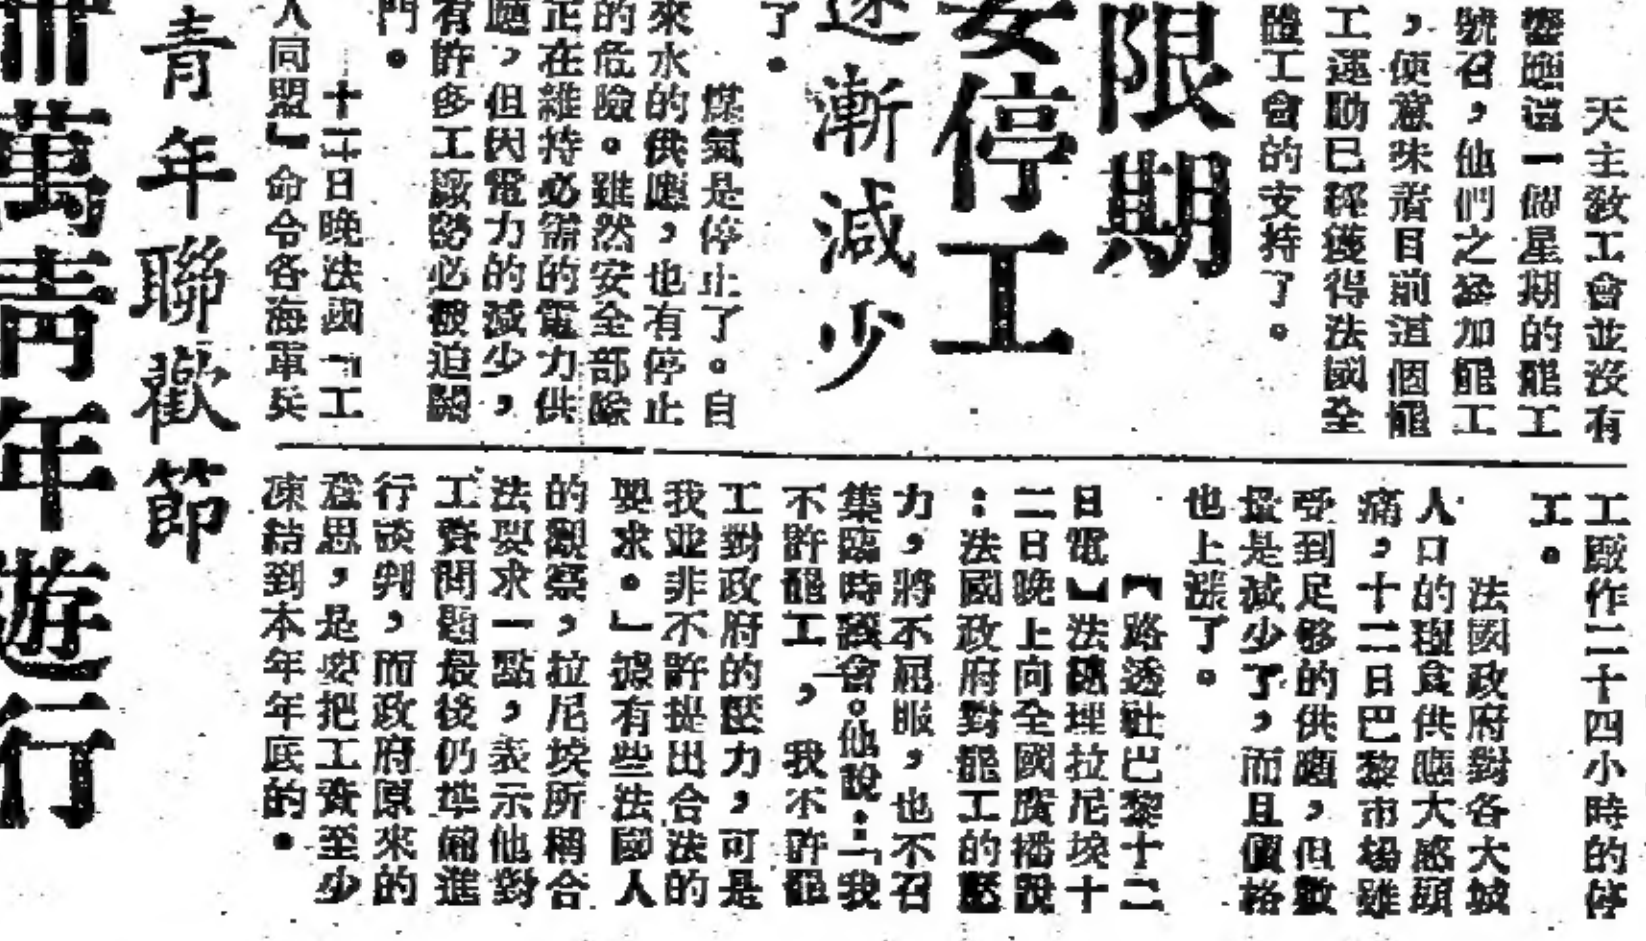 天主教工會並沒有
響應這一個星期的罷工
號召，他們之參加罷工
，使意味着目前這個罷
工運動已經獲得法國全
體工會的支持了。
限期
安停工
逐漸減少
了。
煤氣是停止了。自
來水的供應，也有停止
的危險。雖然安全部除
正在維持必需的電力供
應，但因電力的減少，
有許多工廠勢必被迫關
門。
十二日晚法國「工
人同盟」命令各海軍兵
工廠作二十四小時的停
工。
法國政府對各大城
人口的糧食供應大感頭
痛，十二日巴黎市場雖
受到足够的供應，但數
量是減少了，而且價格
也上漲了。
【路透社巴黎十二
日電】法總理拉尼埃十
二日晚上向全國廣播說
：法國政府對罷工的壓
力，將不屈服，也不召
集臨時議會。他說：「我
不許罷工，我不許罷
工對政府的壓力，可是
我並非不許提出合法的
要求。」據有些法國人
的觀察，拉尼埃所稱合
法要求一點，表示他對
工資問題最後仍準備進
行談判，而政府原來的
意思，是要把工資至少
凍結到本年年底的。
青年聯歡節
卅萬青年遊行